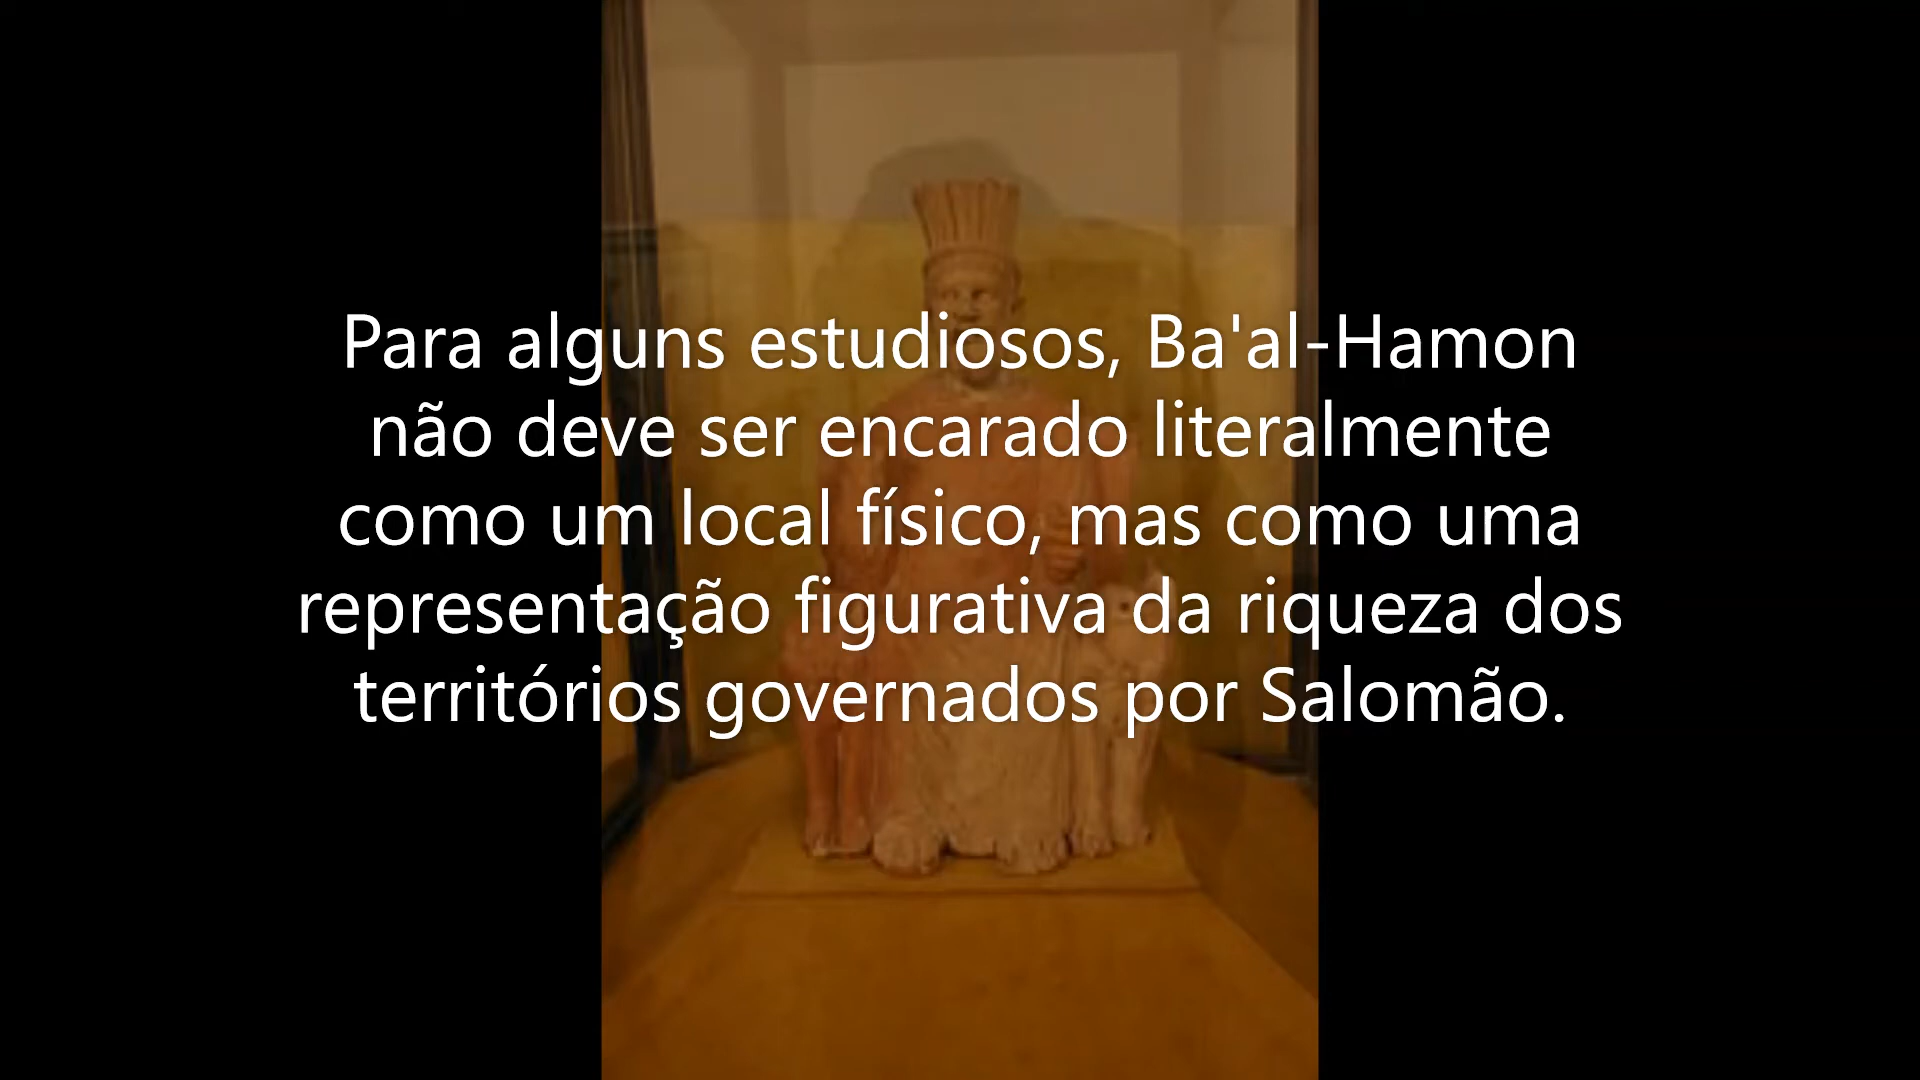 Para alguns estudiosos, Ba'al-Hamon
não deve ser encarado literalmente
como um local físico, mas como uma
representação figurativa da riqueza dos
territórios governados por Salomão.